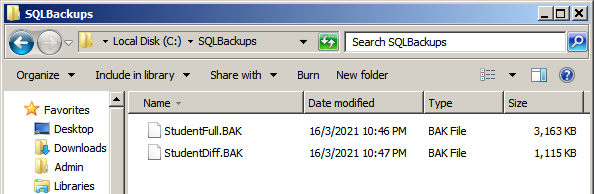 SQLBackups
Local Disk (C:) SQLBackups Search SQLBackups
Organize Include in library Share with Burn New folder
Favorites Name Date modified Type Size
Desktop StudentFull.BAK 16/3/2021 10:46 PM BAK File 3,163 KB
Downloads StudentDiff.BAK 16/3/2021 10:47 PM BAK File 1,115 KB
Admin
Libraries